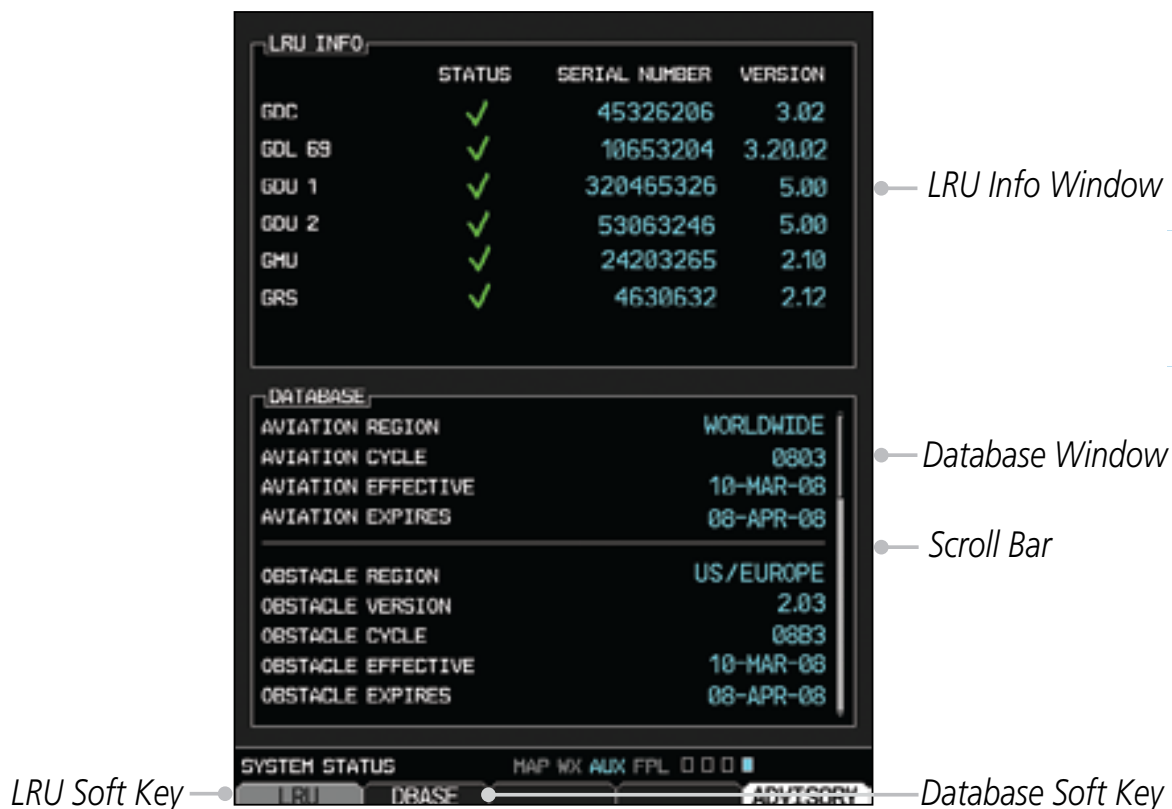 LRU INFO
STATUS SERIAL NUMBER VERSION
GDC 45326206 3.02
GDL 69 10653204 3.20.02
GDU 1 320465326 5.00
GDU 2 53063246 5.00
GMU 24203265 2.10
GRS 4630632 2.12
LRU Info Window
DATABASE
AVIATION REGION WORLDWIDE
AVIATION CYCLE 0803
AVIATION EFFECTIVE 10-MAR-08
AVIATION EXPIRES 08-APR-08
Database Window
Scroll Bar
OBSTACLE REGION US/EUROPE
OBSTACLE VERSION 2.03
OBSTACLE CYCLE 08B3
OBSTACLE EFFECTIVE 10-MAR-08
OBSTACLE EXPIRES 08-APR-08
SYSTEM STATUS MAP WX AUX FPL
LRU Soft Key
LRU DBASE ADVISORY
Database Soft Key